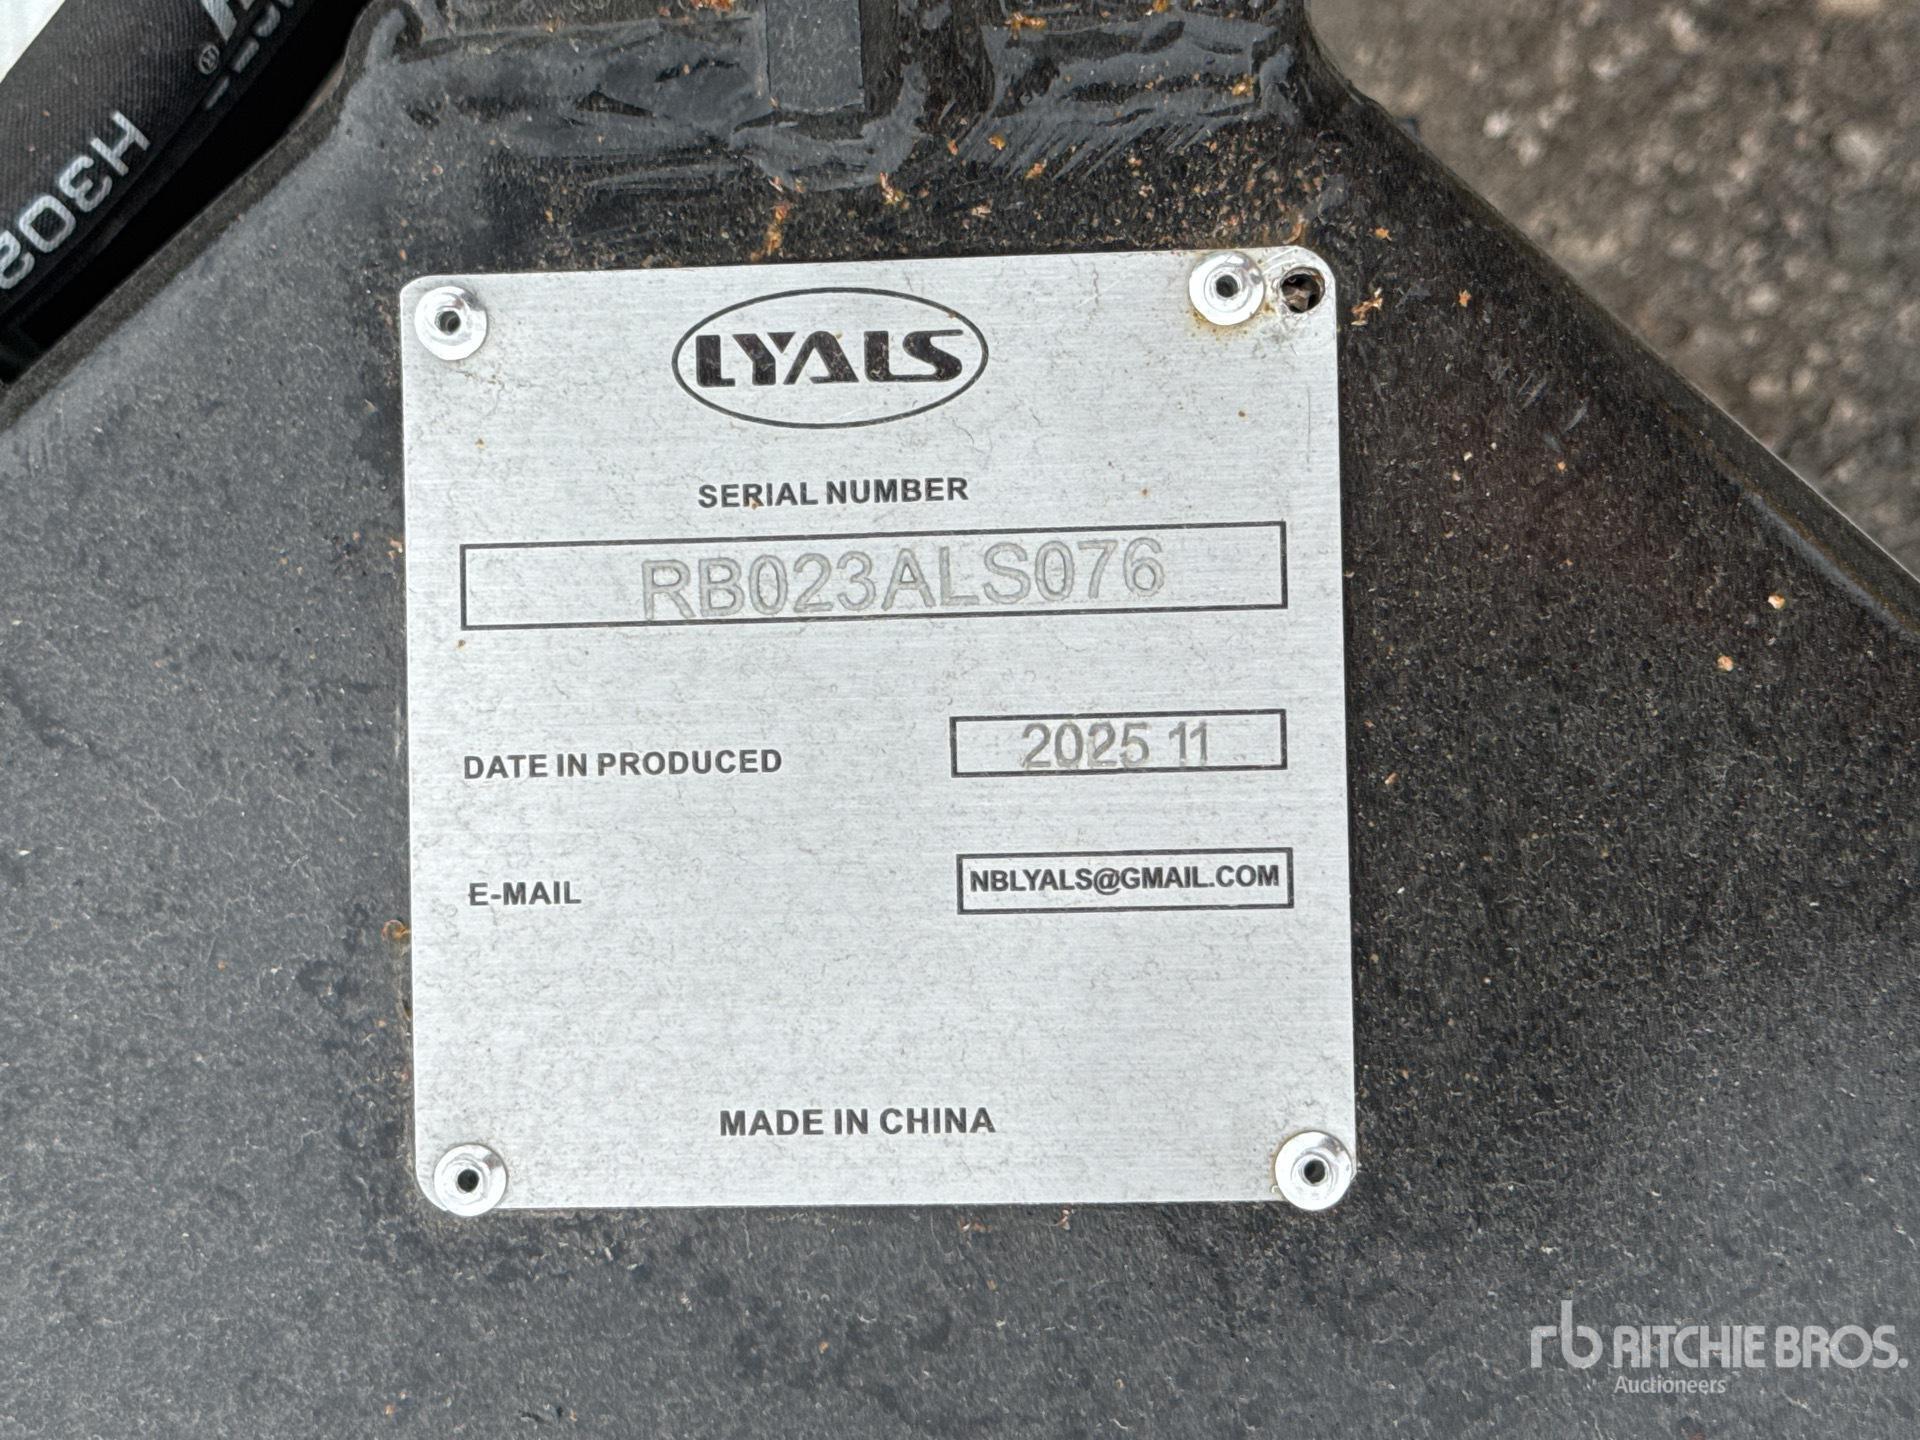 H302
LYALS
SERIAL NUMBER
RB023ALS076
DATE IN PRODUCED
2025 11
E-MAIL
NBLYALS@GMAIL.COM
MADE IN CHINA
rb RITCHIE BROS.
Auctioneers